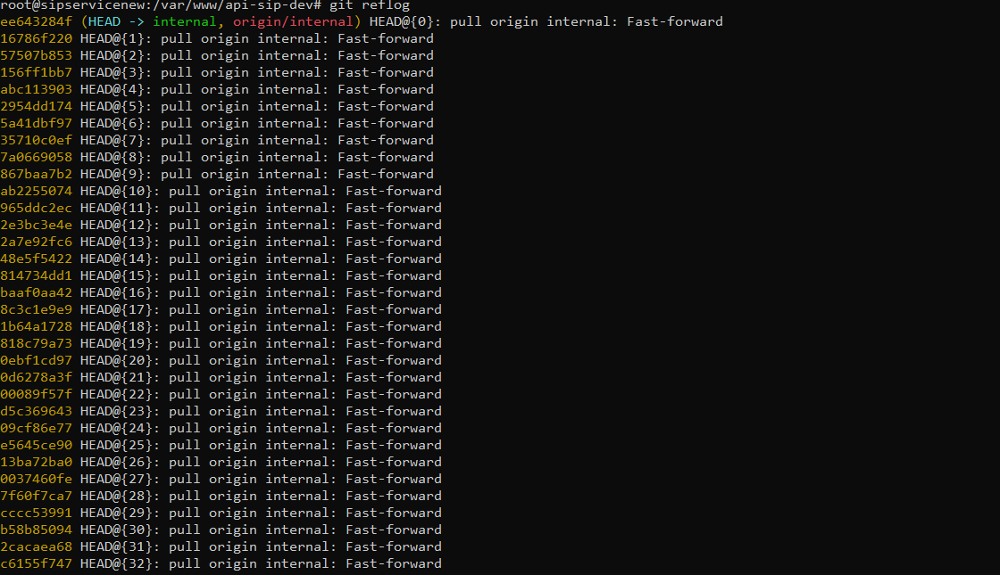 root@sipservicenew:/var/www/api-sip-dev# git reflog
ee643284f (HEAD -> internal, origin/internal) HEAD@{0}: pull origin internal: Fast-forward
16786f220 HEAD@{1}: pull origin internal: Fast-forward
57507b853 HEAD@{2}: pull origin internal: Fast-forward
156ff1bb7 HEAD@{3}: pull origin internal: Fast-forward
abc113903 HEAD@{4}: pull origin internal: Fast-forward
2954dd174 HEAD@{5}: pull origin internal: Fast-forward
5a41dbf97 HEAD@{6}: pull origin internal: Fast-forward
35710c0ef HEAD@{7}: pull origin internal: Fast-forward
7a0669058 HEAD@{8}: pull origin internal: Fast-forward
867baa7b2 HEAD@{9}: pull origin internal: Fast-forward
ab2255074 HEAD@{10}: pull origin internal: Fast-forward
965ddc2ec HEAD@{11}: pull origin internal: Fast-forward
2e3bc3e4e HEAD@{12}: pull origin internal: Fast-forward
2a7e92fc6 HEAD@{13}: pull origin internal: Fast-forward
48e5f5422 HEAD@{14}: pull origin internal: Fast-forward
814734dd1 HEAD@{15}: pull origin internal: Fast-forward
baaf0aa42 HEAD@{16}: pull origin internal: Fast-forward
8c3c1e9e9 HEAD@{17}: pull origin internal: Fast-forward
1b64a1728 HEAD@{18}: pull origin internal: Fast-forward
818c79a73 HEAD@{19}: pull origin internal: Fast-forward
0ebf1cd97 HEAD@{20}: pull origin internal: Fast-forward
0d6278a3f HEAD@{21}: pull origin internal: Fast-forward
00089f57f HEAD@{22}: pull origin internal: Fast-forward
d5c369643 HEAD@{23}: pull origin internal: Fast-forward
09cf86e77 HEAD@{24}: pull origin internal: Fast-forward
e5645ce90 HEAD@{25}: pull origin internal: Fast-forward
13ba72ba0 HEAD@{26}: pull origin internal: Fast-forward
0037460fe HEAD@{27}: pull origin internal: Fast-forward
7f60f7ca7 HEAD@{28}: pull origin internal: Fast-forward
cccc53991 HEAD@{29}: pull origin internal: Fast-forward
b58b85094 HEAD@{30}: pull origin internal: Fast-forward
2cacaea68 HEAD@{31}: pull origin internal: Fast-forward
c6155f747 HEAD@{32}: pull origin internal: Fast-forward